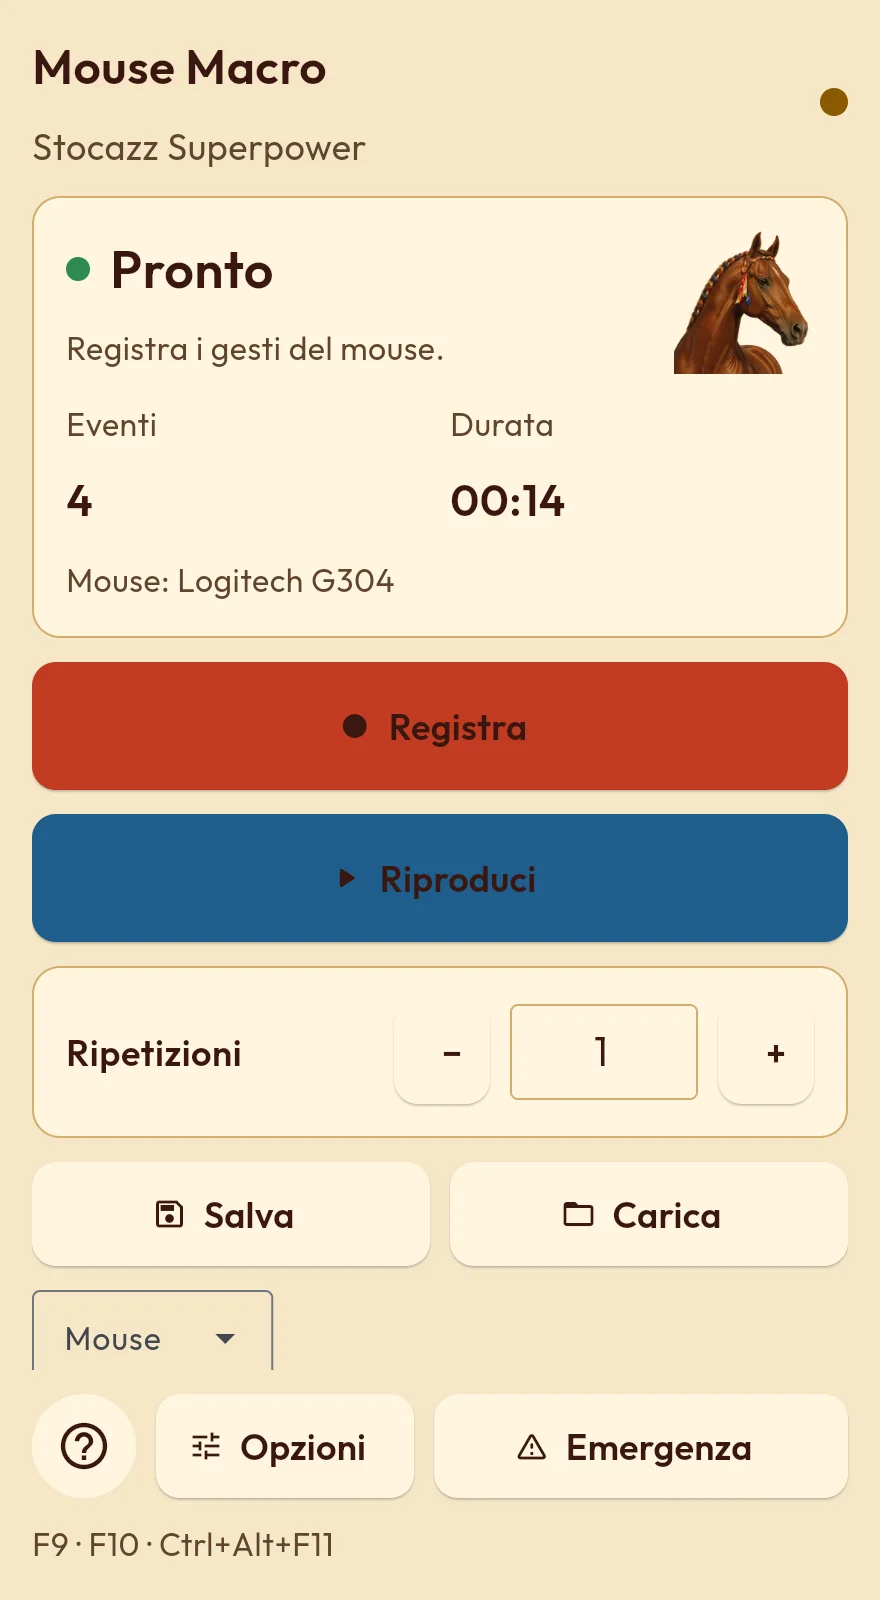 Mouse Macro
Stocazz Superpower
Pronto
Registra i gesti del mouse.
Eventi
Durata
4
00:14
Mouse: Logitech G304
Registra
Riproduci
Ripetizioni
−
1
+
Salva
Carica
Mouse
Opzioni
Emergenza
F9 · F10 · Ctrl+Alt+F11